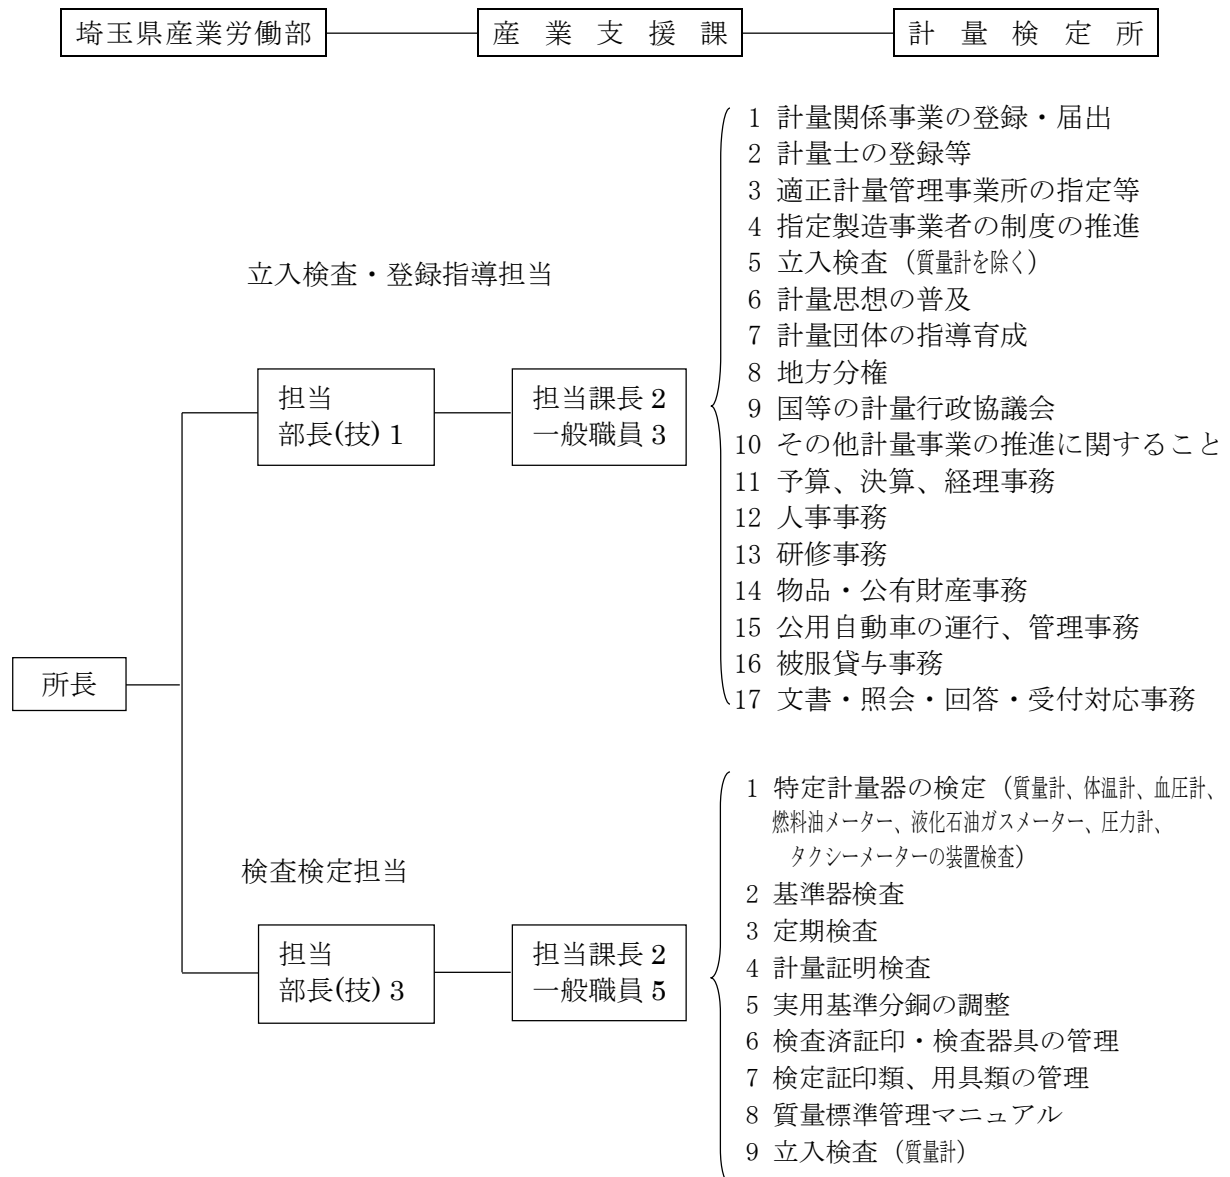 埼玉県産業労働部
産業支援課
計量検定所
立入検査・登録指導担当
担当
部長(技) 1
担当課長 2
一般職員 3
1 計量関係事業の登録・届出
2 計量士の登録等
3 適正計量管理事業所の指定等
4 指定製造事業者の制度の推進
5 立入検査（質量計を除く）
6 計量思想の普及
7 計量団体の指導育成
8 地方分権
9 国等の計量行政協議会
10 その他計量事業の推進に関すること
11 予算、決算、経理事務
12 人事事務
13 研修事務
14 物品・公有財産事務
15 公用自動車の運行、管理事務
16 被服貸与事務
17 文書・照会・回答・受付対応事務
所長
検査検定担当
担当
部長(技) 3
担当課長 2
一般職員 5
1 特定計量器の検定（質量計、体温計、血圧計、
燃料油メーター、液化石油ガスメーター、圧力計、
タクシーメーターの装置検査）
2 基準器検査
3 定期検査
4 計量証明検査
5 実用基準分銅の調整
6 検査済証印・検査器具の管理
7 検定証印類、用具類の管理
8 質量標準管理マニュアル
9 立入検査（質量計）